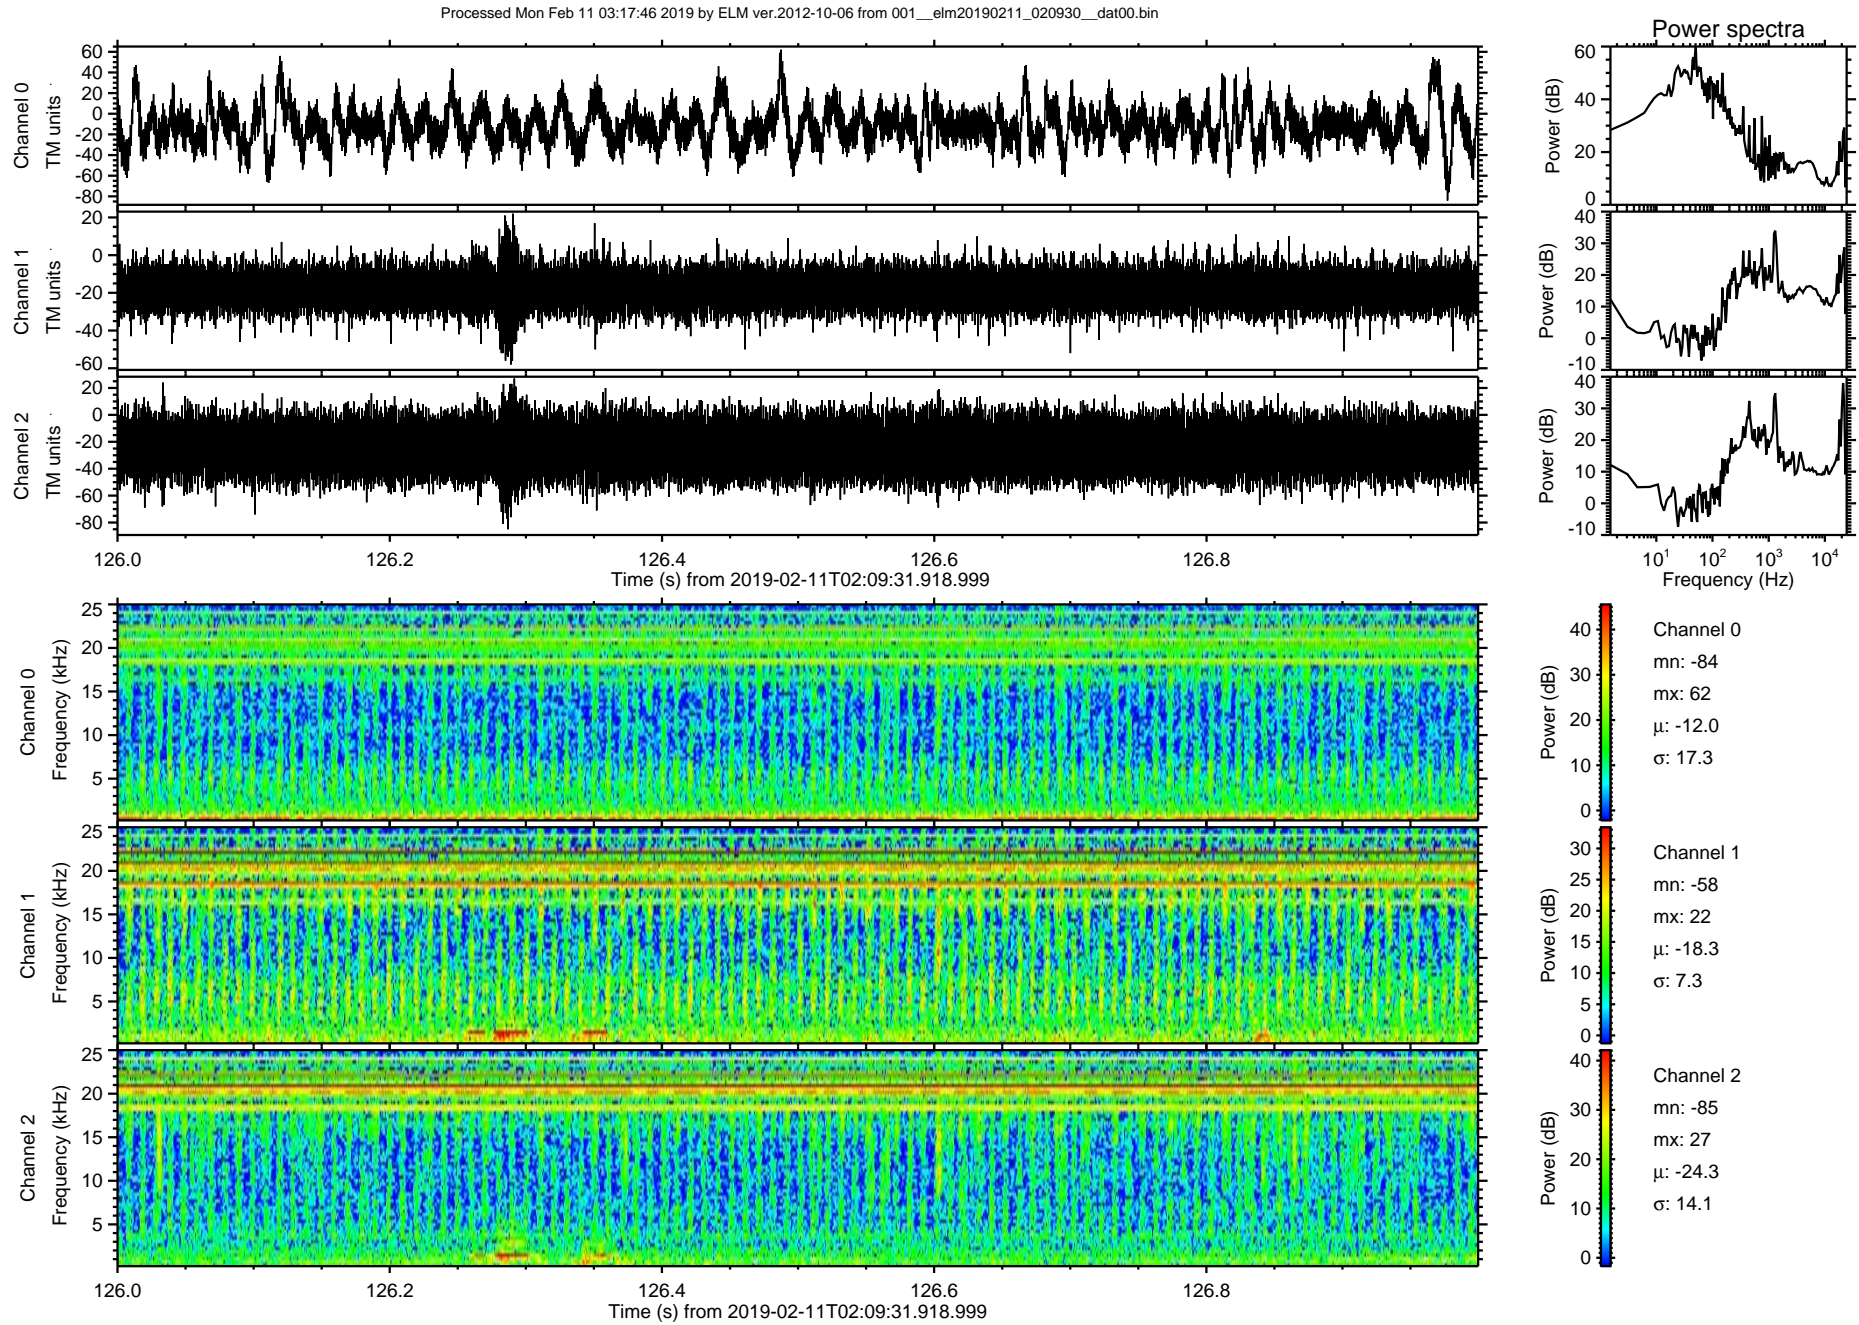 Processed Mon Feb 11 03:17:46 2019 by ELM ver.2012-10-06 from 001__elm20190211_020930__dat00.bin
Power spectra
Channel 0
TM units
60
40
20
0
-20
-40
-60
-80
Power (dB)
60
40
20
0
Channel 1
TM units
20
0
-20
-40
-60
Power (dB)
40
30
20
10
0
-10
Channel 2
TM units
20
0
-20
-40
-60
-80
Power (dB)
40
30
20
10
0
-10
126.0 126.2 126.4 126.6 126.8
Time (s) from 2019-02-11T02:09:31.918.999
10¹ 10² 10³ 10⁴
Frequency (Hz)
Channel 0
Frequency (kHz)
25
20
15
10
5
Power (dB)
40
30
20
10
0
Channel 0
mn: -84
mx: 62
μ: -12.0
σ: 17.3
Channel 1
Frequency (kHz)
25
20
15
10
5
Power (dB)
30
25
20
15
10
5
0
Channel 1
mn: -58
mx: 22
μ: -18.3
σ: 7.3
Channel 2
Frequency (kHz)
25
20
15
10
5
Power (dB)
40
30
20
10
0
Channel 2
mn: -85
mx: 27
μ: -24.3
σ: 14.1
126.0 126.2 126.4 126.6 126.8
Time (s) from 2019-02-11T02:09:31.918.999